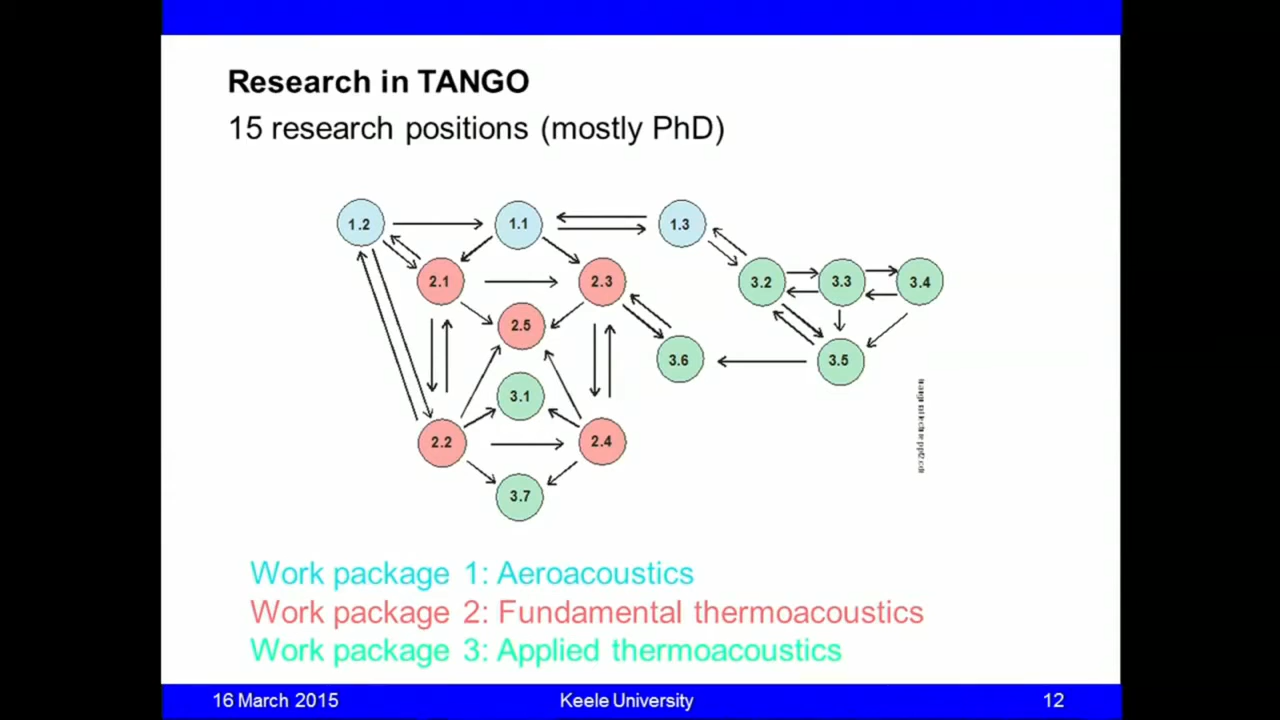 Research in TANGO
15 research positions (mostly PhD)
1.2
1.1
1.3
2.1
2.3
3.2
3.3
3.4
2.5
3.6
3.5
3.1
2.2
2.4
3.7
Work package 1: Aeroacoustics
Work package 2: Fundamental thermoacoustics
Work package 3: Applied thermoacoustics
16 March 2015
Keele University
12